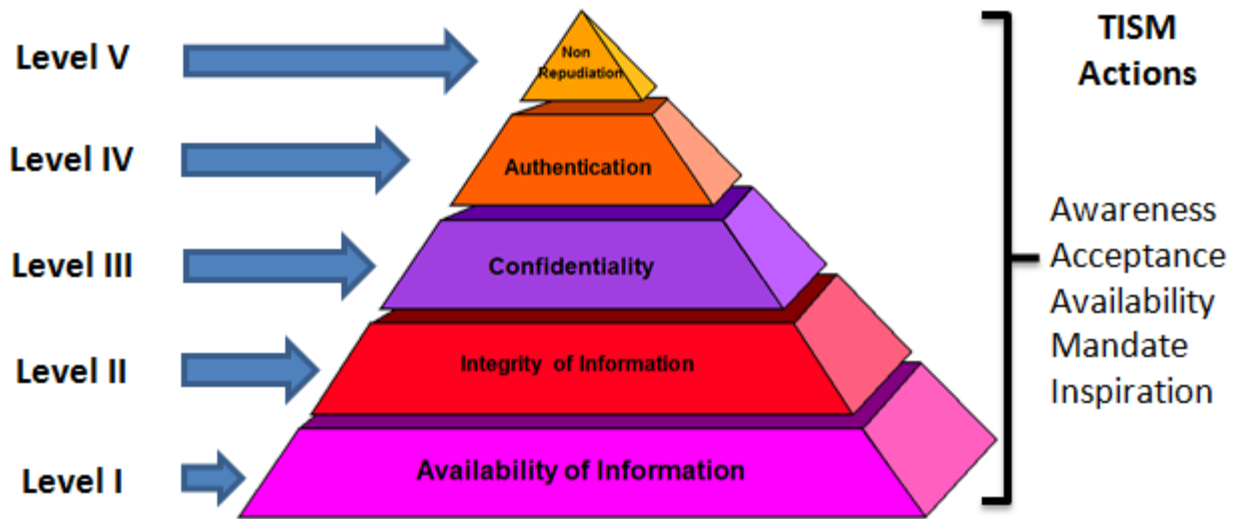 Level V
Non
Repudiation
TISM
Actions
Level IV
Authentication
Level III
Confidentiality
Level II
Integrity of Information
Level I
Availability of Information
Awareness
Acceptance
Availability
Mandate
Inspiration